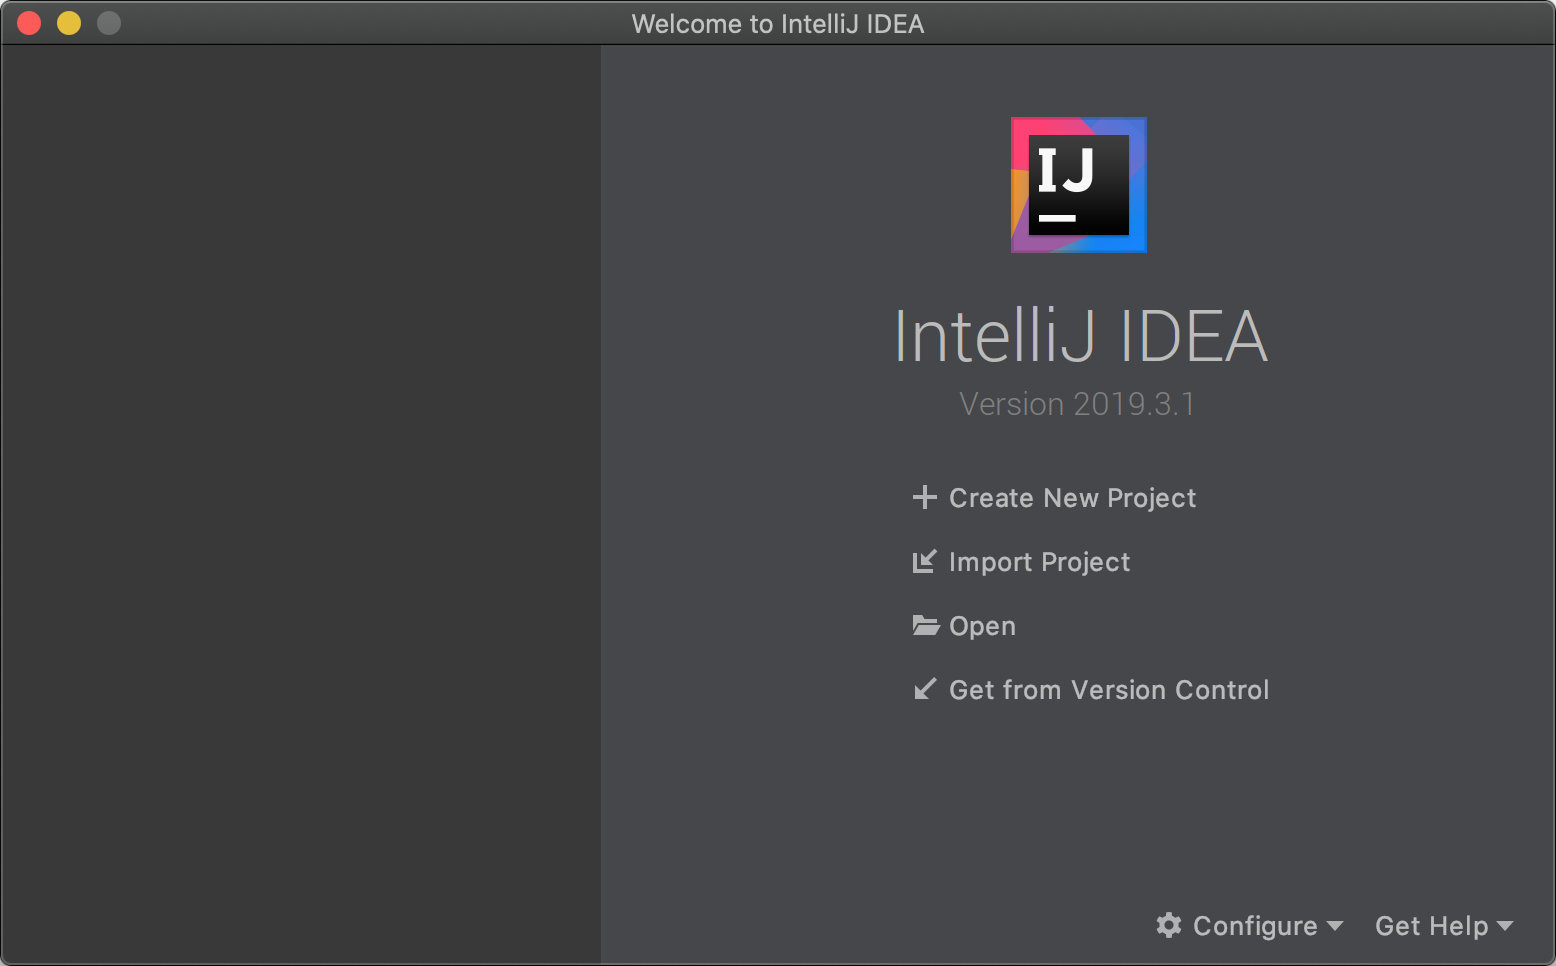 Welcome to IntelliJ IDEA
IJ
IntelliJ IDEA
Version 2019.3.1
Create New Project
Import Project
Open
Get from Version Control
Configure
Get Help